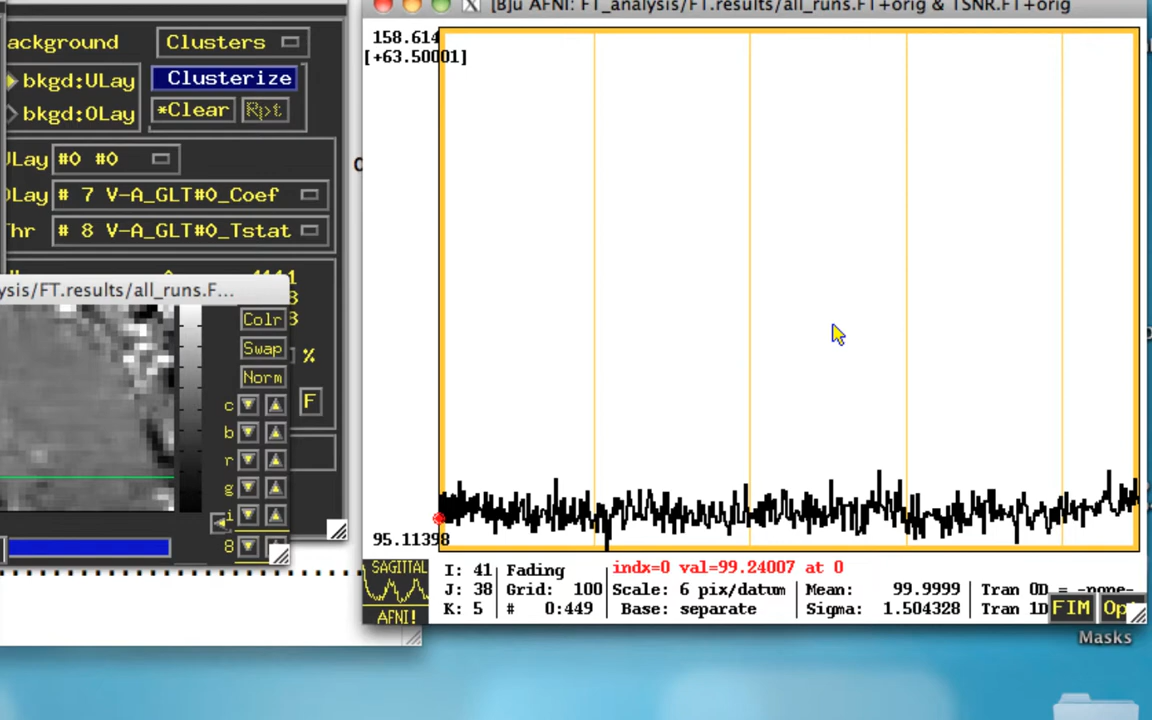 [B]u AFNI: FT_analysis/FT.results/all_runs.FT+orig & TSNR.FT+orig
ackground Clusters
bkgd:ULay Clusterize
bkgd:OLay *Clear Rpt
ULay #0 #0
OLay # 7 V-A_GLT#0_Coef
Thr # 8 V-A_GLT#0_Tstat
ysis/FT.results/all_runs.F...
Colr
Swap
Norm
%
F
c
b
r
g
i
8
158.614
[+63.50001]
95.11398
SAGITTAL
AFNI!
I: 41 Fading indx=0 val=99.24007 at 0
J: 38 Grid: 100 Scale: 6 pix/datum Mean: 99.9999 Tran 0D = -none-
K: 5 # 0:449 Base: separate Sigma: 1.504328 Tran 1D FIM Op
Masks